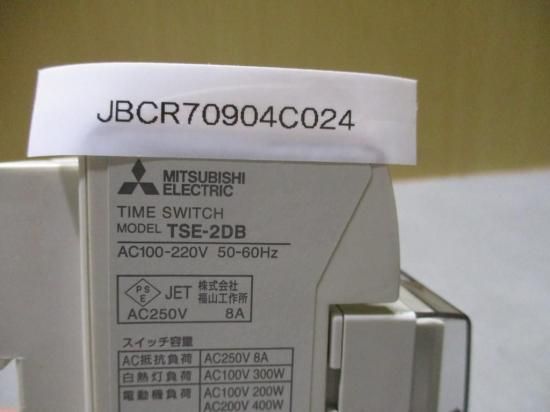 JBCR70904C024
MITSUBISHI
ELECTRIC
TIME SWITCH
MODEL TSE-2DB
AC100-220V 50-60Hz
PS
E JET 株式会社
福山工作所
AC250V 8A
スイッチ容量
AC抵抗負荷 AC250V 8A
白熱灯負荷 AC100V 300W
電動機負荷 AC100V 200W
AC200V 400W